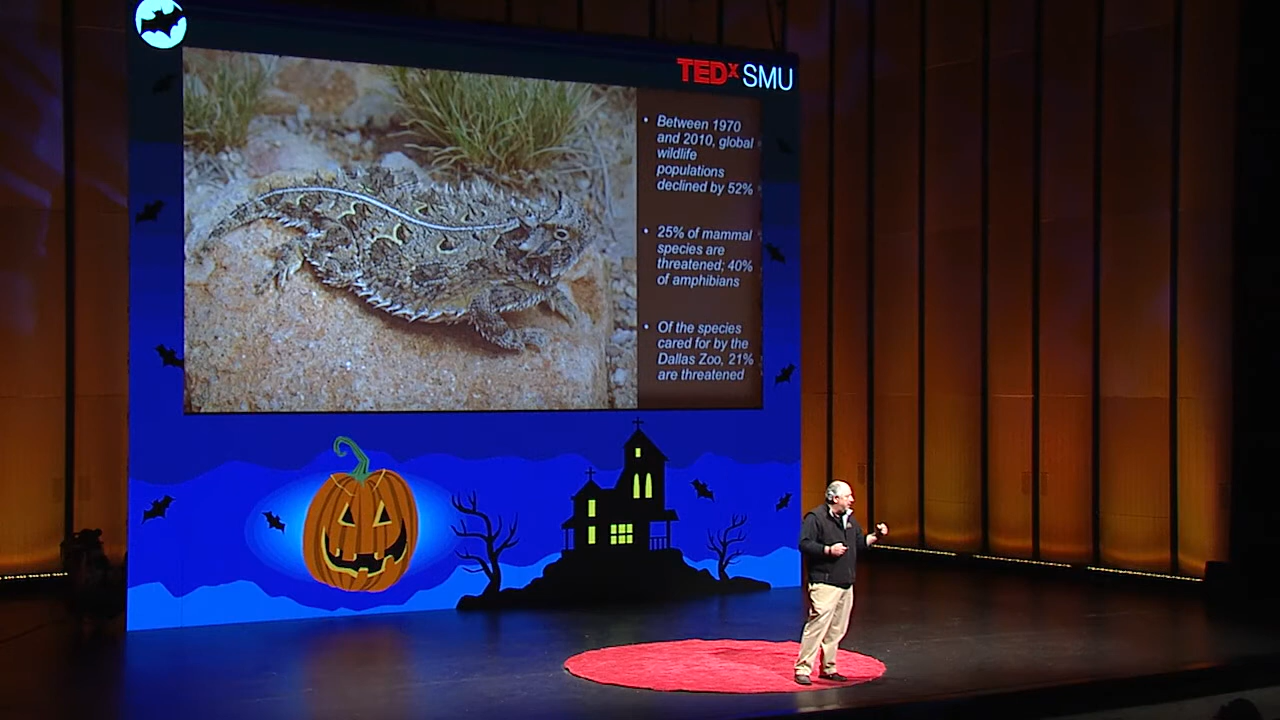 TEDx SMU
• Between 1970
and 2010, global
wildlife
populations
declined by 52%
• 25% of mammal
species are
threatened; 40%
of amphibians
• Of the species
cared for by the
Dallas Zoo, 21%
are threatened